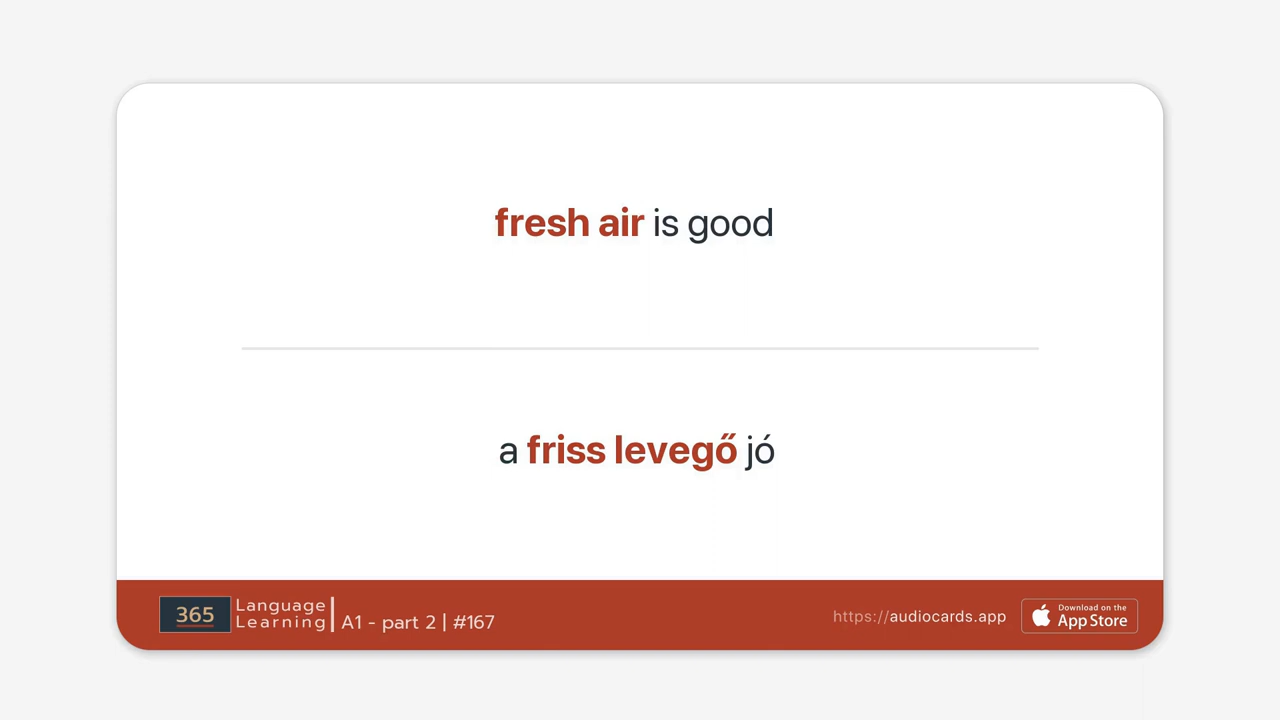 fresh air is good
a friss levegő jó
365
Language
Learning
A1 - part 2 | #167
https://audiocards.app
Download on the
App Store